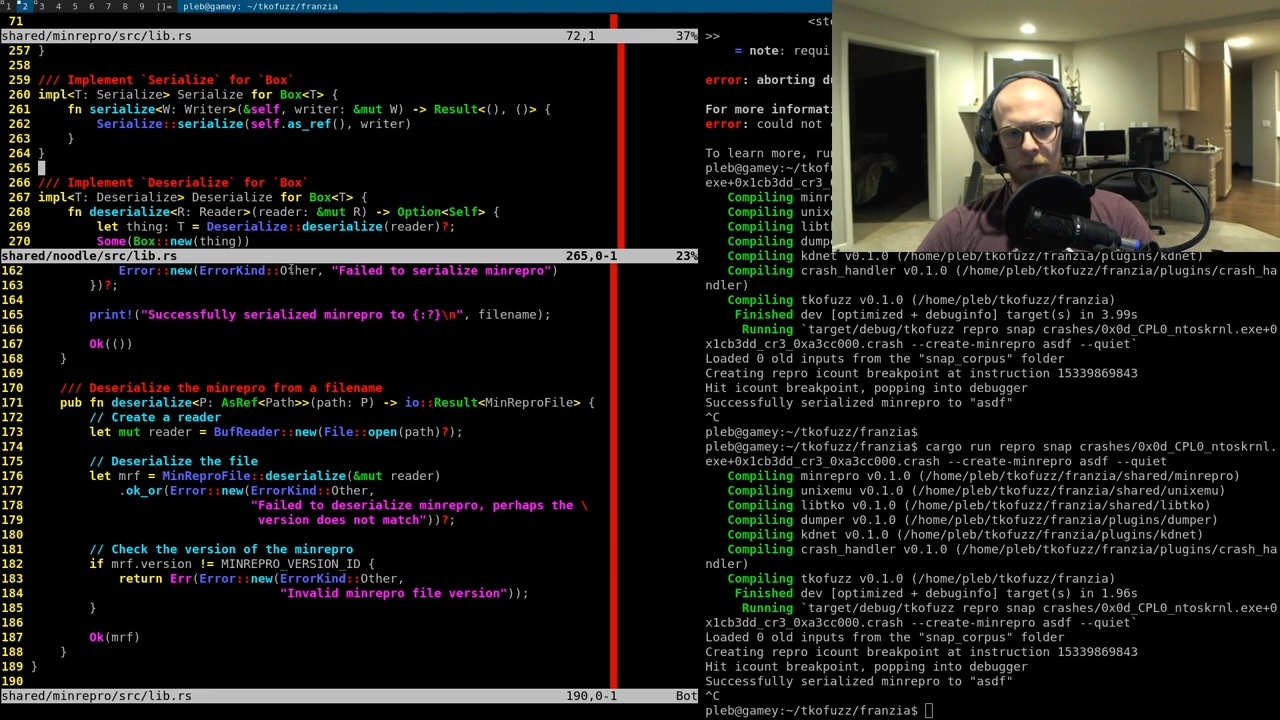 1 2 3 4 5 6 7 8 9 []= pleb@gamey: ~/tkofuzz/franzia
71
shared/minrepro/src/lib.rs 72,1 37%
257 }
258
259 /// Implement `Serialize` for `Box`
260 impl<T: Serialize> Serialize for Box<T> {
261 fn serialize<W: Writer>(&self, writer: &mut W) -> Result<(), ()> {
262 Serialize::serialize(self.as_ref(), writer)
263 }
264 }
265
266 /// Implement `Deserialize` for `Box`
267 impl<T: Deserialize> Deserialize for Box<T> {
268 fn deserialize<R: Reader>(reader: &mut R) -> Option<Self> {
269 let thing: T = Deserialize::deserialize(reader)?;
270 Some(Box::new(thing))
shared/noodle/src/lib.rs 265,0-1 23%
162 Error::new(ErrorKind::Other, "Failed to serialize minrepro")
163 })?;
164
165 print!("Successfully serialized minrepro to {:?}\n", filename);
166
167 Ok(())
168 }
169
170 /// Deserialize the minrepro from a filename
171 pub fn deserialize<P: AsRef<Path>>(path: P) -> io::Result<MinReproFile> {
172 // Create a reader
173 let mut reader = BufReader::new(File::open(path)?);
174
175 // Deserialize the file
176 let mrf = MinReproFile::deserialize(&mut reader)
177 .ok_or(Error::new(ErrorKind::Other,
178 "Failed to deserialize minrepro, perhaps the \
179 version does not match"))?;
180
181 // Check the version of the minrepro
182 if mrf.version != MINREPRO_VERSION_ID {
183 return Err(Error::new(ErrorKind::Other,
184 "Invalid minrepro file version"));
185 }
186
187 Ok(mrf)
188 }
189 }
190
shared/minrepro/src/lib.rs 190,0-1 Bot
>>
= note: requi
error: aborting
For more informat
error: could not
To learn more, ru
pleb@gamey:~/tkof
exe+0x1cb3dd_cr3_
Compiling minre
Compiling unixe
Compiling libtk
Compiling dumpe
Compiling kdnet v0.1.0 (/home/pleb/tkofuzz/franzia/plugins/kdnet)
Compiling crash_handler v0.1.0 (/home/pleb/tkofuzz/franzia/plugins/crash_ha
ndler)
Compiling tkofuzz v0.1.0 (/home/pleb/tkofuzz/franzia)
Finished dev [optimized + debuginfo] target(s) in 3.99s
Running `target/debug/tkofuzz repro snap crashes/0x0d_CPL0_ntoskrnl.exe+0
x1cb3dd_cr3_0xa3cc000.crash --create-minrepro asdf --quiet`
Loaded 0 old inputs from the "snap_corpus" folder
Creating repro icount breakpoint at instruction 15339869843
Hit icount breakpoint, popping into debugger
Successfully serialized minrepro to "asdf"
^C
pleb@gamey:~/tkofuzz/franzia$
pleb@gamey:~/tkofuzz/franzia$ cargo run repro snap crashes/0x0d_CPL0_ntoskrnl.
exe+0x1cb3dd_cr3_0xa3cc000.crash --create-minrepro asdf --quiet
Compiling minrepro v0.1.0 (/home/pleb/tkofuzz/franzia/shared/minrepro)
Compiling unixemu v0.1.0 (/home/pleb/tkofuzz/franzia/shared/unixemu)
Compiling libtko v0.1.0 (/home/pleb/tkofuzz/franzia/shared/libtko)
Compiling dumper v0.1.0 (/home/pleb/tkofuzz/franzia/plugins/dumper)
Compiling kdnet v0.1.0 (/home/pleb/tkofuzz/franzia/plugins/kdnet)
Compiling crash_handler v0.1.0 (/home/pleb/tkofuzz/franzia/plugins/crash_ha
ndler)
Compiling tkofuzz v0.1.0 (/home/pleb/tkofuzz/franzia)
Finished dev [optimized + debuginfo] target(s) in 1.96s
Running `target/debug/tkofuzz repro snap crashes/0x0d_CPL0_ntoskrnl.exe+0
x1cb3dd_cr3_0xa3cc000.crash --create-minrepro asdf --quiet`
Loaded 0 old inputs from the "snap_corpus" folder
Creating repro icount breakpoint at instruction 15339869843
Hit icount breakpoint, popping into debugger
Successfully serialized minrepro to "asdf"
^C
pleb@gamey:~/tkofuzz/franzia$